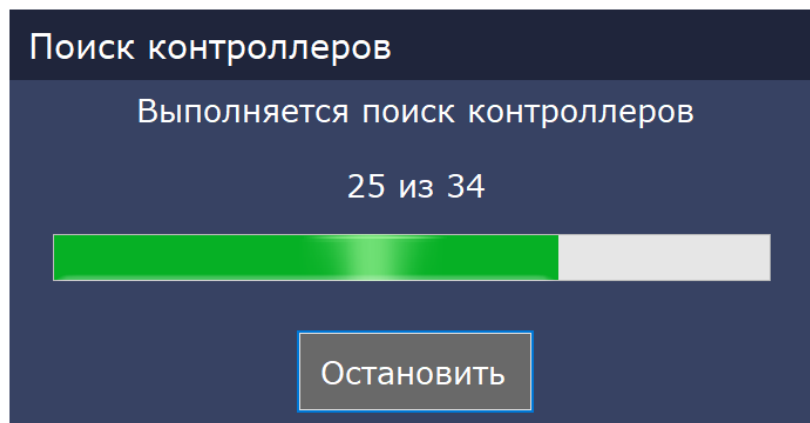 Поиск контроллеров
Выполняется поиск контроллеров
25 из 34
Остановить